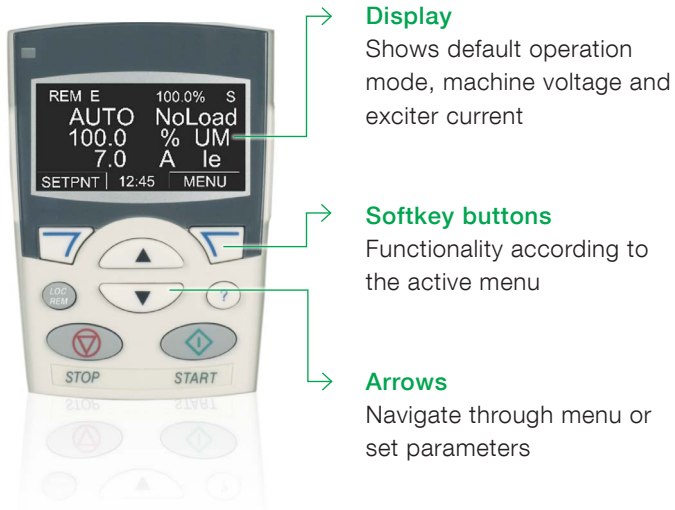 Display
Shows default operation
mode, machine voltage and
exciter current
REM E 100.0% S
AUTO NoLoad
100.0 % UM
7.0 A Ie
SETPNT 12:45 MENU
Softkey buttons
Functionality according to
the active menu
LOC
REM
?
STOP START
Arrows
Navigate through menu or
set parameters